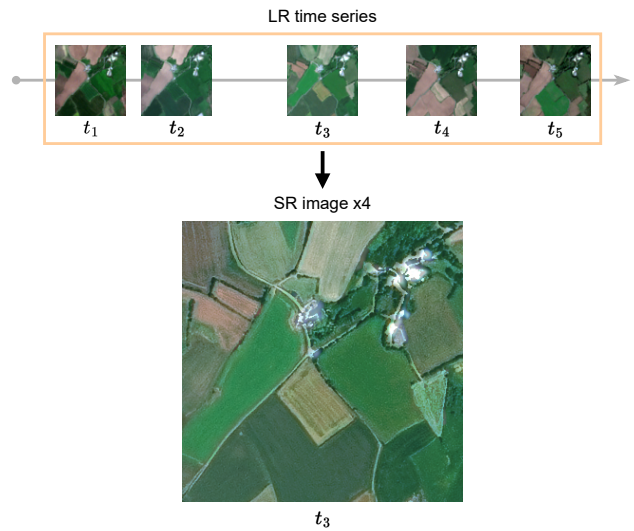 LR time series
t₁ t₂ t₃ t₄ t₅
SR image x4
t₃